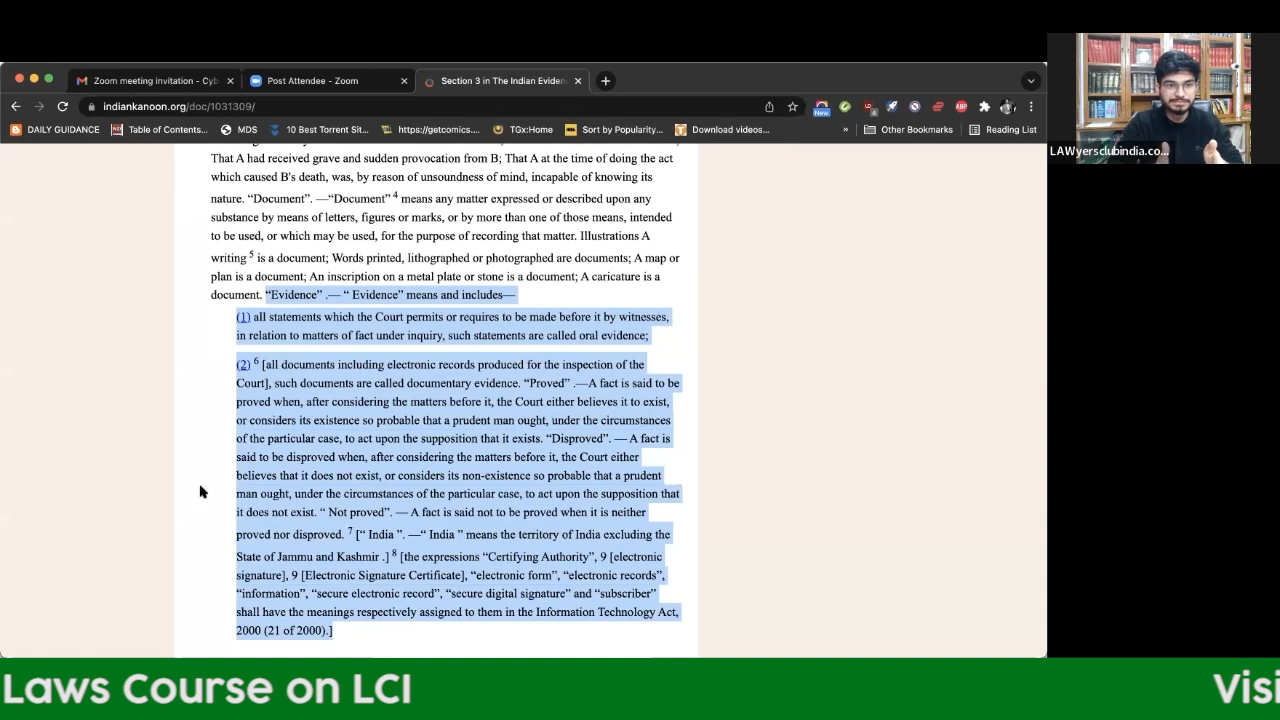 Zoom meeting invitation - Cyb
Post Attendee - Zoom
Section 3 in The Indian Eviden
indiankanoon.org/doc/1031309/
New
ABP
DAILY GUIDANCE
Table of Contents...
MDS
10 Best Torrent Sit...
https://getcomics....
TGx:Home
Sort by Popularity...
Download videos...
»
Other Bookmarks
Reading List
LAWyersclubindia.co...
That A had received grave and sudden provocation from B; That A at the time of doing the act
which caused B's death, was, by reason of unsoundness of mind, incapable of knowing its
nature. “Document”. —“Document” 4 means any matter expressed or described upon any
substance by means of letters, figures or marks, or by more than one of those means, intended
to be used, or which may be used, for the purpose of recording that matter. Illustrations A
writing 5 is a document; Words printed, lithographed or photographed are documents; A map or
plan is a document; An inscription on a metal plate or stone is a document; A caricature is a
document. “Evidence” .— “ Evidence” means and includes—
(1) all statements which the Court permits or requires to be made before it by witnesses,
in relation to matters of fact under inquiry, such statements are called oral evidence;
(2) 6 [all documents including electronic records produced for the inspection of the
Court], such documents are called documentary evidence. “Proved” .—A fact is said to be
proved when, after considering the matters before it, the Court either believes it to exist,
or considers its existence so probable that a prudent man ought, under the circumstances
of the particular case, to act upon the supposition that it exists. “Disproved”. — A fact is
said to be disproved when, after considering the matters before it, the Court either
believes that it does not exist, or considers its non-existence so probable that a prudent
man ought, under the circumstances of the particular case, to act upon the supposition that
it does not exist. “ Not proved”. — A fact is said not to be proved when it is neither
proved nor disproved. 7 [“ India ”. —“ India ” means the territory of India excluding the
State of Jammu and Kashmir .] 8 [the expressions “Certifying Authority”, 9 [electronic
signature], 9 [Electronic Signature Certificate], “electronic form”, “electronic records”,
“information”, “secure electronic record”, “secure digital signature” and “subscriber”
shall have the meanings respectively assigned to them in the Information Technology Act,
2000 (21 of 2000).]
Laws Course on LCI
Visi